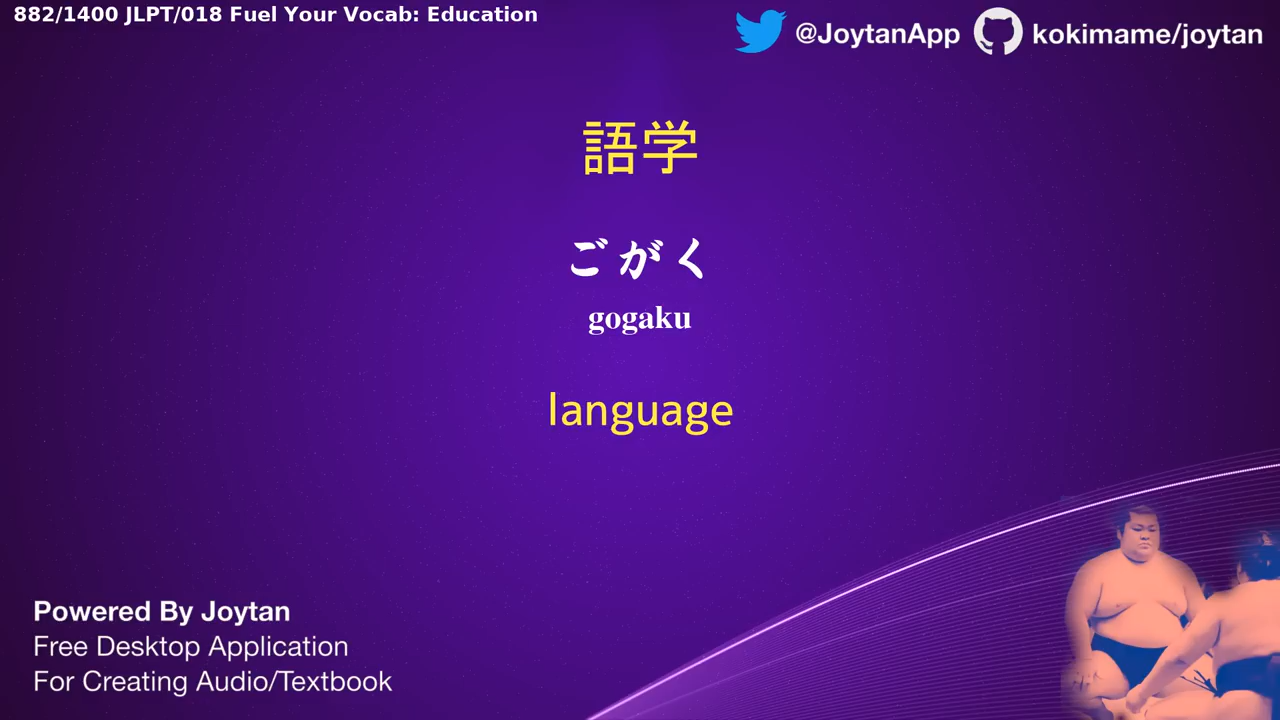 882/1400 JLPT/018 Fuel Your Vocab: Education
@JoytanApp kokimame/joytan
語学
ごがく
gogaku
language
Powered By Joytan
Free Desktop Application
For Creating Audio/Textbook